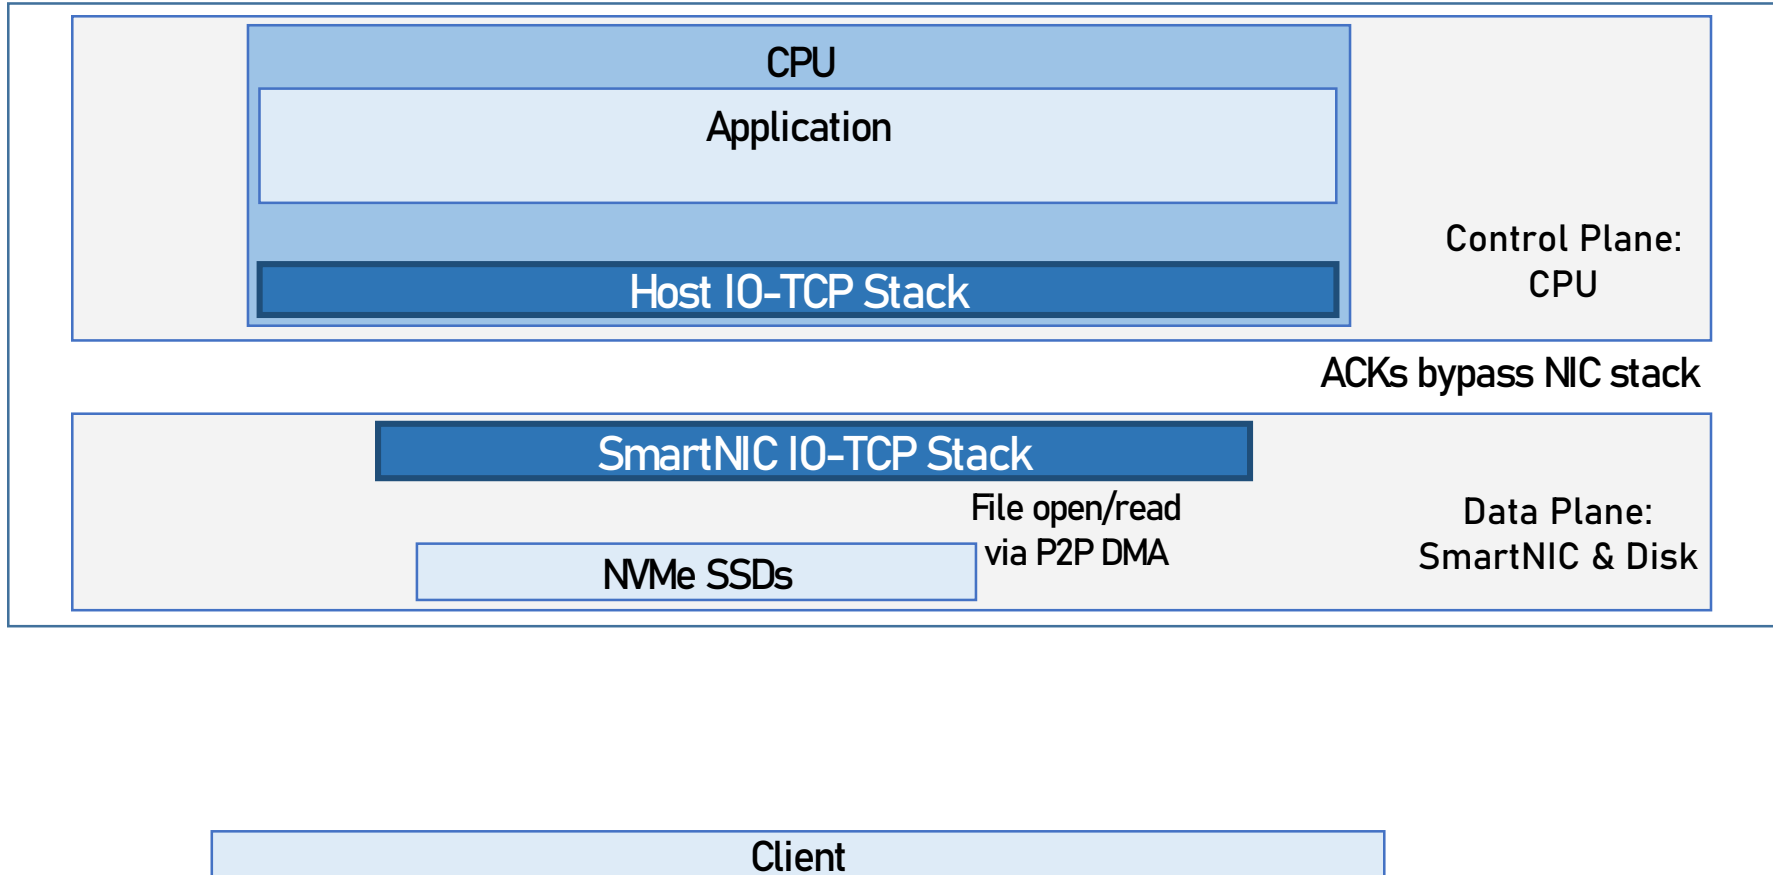 CPU
Application
Host IO-TCP Stack
Control Plane:
CPU
ACKs bypass NIC stack
SmartNIC IO-TCP Stack
File open/read
via P2P DMA
NVMe SSDs
Data Plane:
SmartNIC & Disk
Client